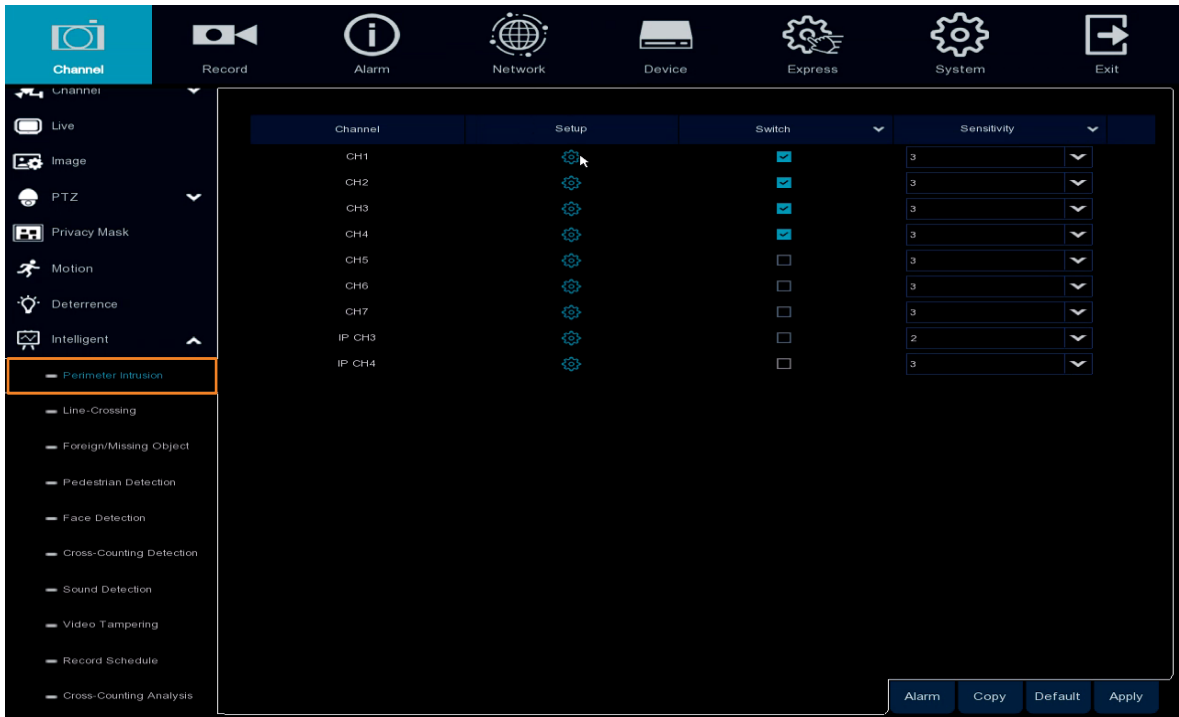 Channel Record Alarm Network Device Express System Exit
Channel
Live
Image
PTZ
Privacy Mask
Motion
Deterrence
Intelligent
Perimeter Intrusion
Line-Crossing
Foreign/Missing Object
Pedestrian Detection
Face Detection
Cross-Counting Detection
Sound Detection
Video Tampering
Record Schedule
Cross-Counting Analysis
Channel Setup Switch Sensitivity
CH1 3
CH2 3
CH3 3
CH4 3
CH5 3
CH6 3
CH7 3
IP CH3 2
IP CH4 3
Alarm Copy Default Apply